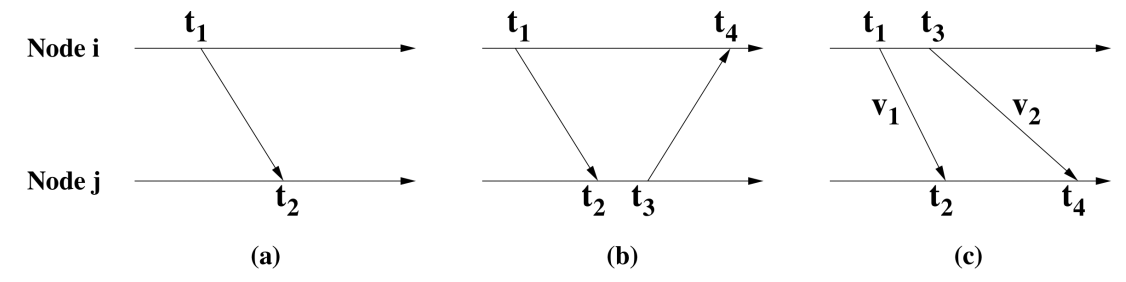 t1 t1 t4 t1 t3
Node i
v1 v2
Node j
t2 t2 t3 t2 t4
(a) (b) (c)